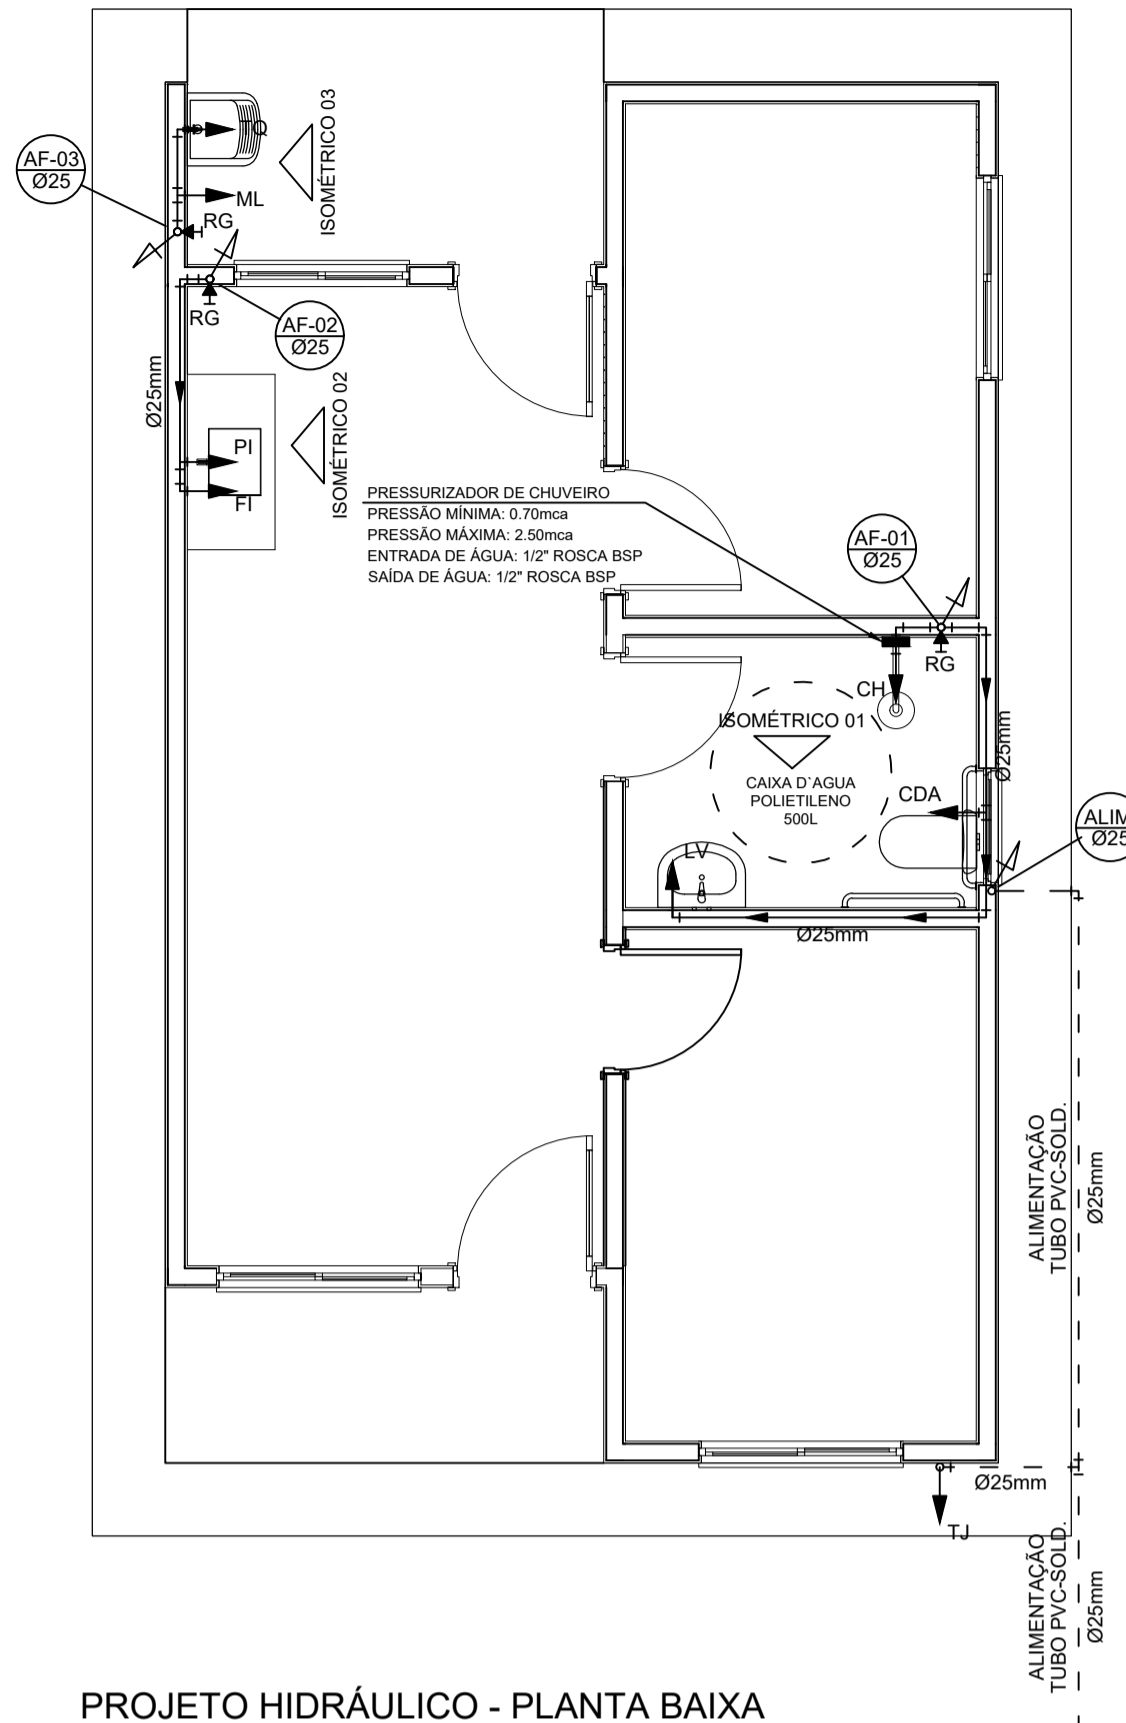 AF-03
Ø25
ISOMÉTRICO 03
ML
RG
RG
AF-02
Ø25
Ø25mm
ISOMÉTRICO 02
PI
FI
PRESSURIZADOR DE CHUVEIRO
PRESSÃO MÍNIMA: 0.70mca
PRESSÃO MÁXIMA: 2.50mca
ENTRADA DE ÁGUA: 1/2" ROSCA BSP
SAÍDA DE ÁGUA: 1/2" ROSCA BSP
AF-01
Ø25
RG
CH
ISOMÉTRICO 01
Ø25mm
CAIXA D`AGUA
POLIETILENO
500L
CDA
ALIM
Ø25
LV
Ø25mm
ALIMENTAÇÃO
TUBO PVC-SOLD.
Ø25mm
Ø25mm
TJ
ALIMENTAÇÃO
TUBO PVC-SOLD.
Ø25mm
PROJETO HIDRÁULICO - PLANTA BAIXA